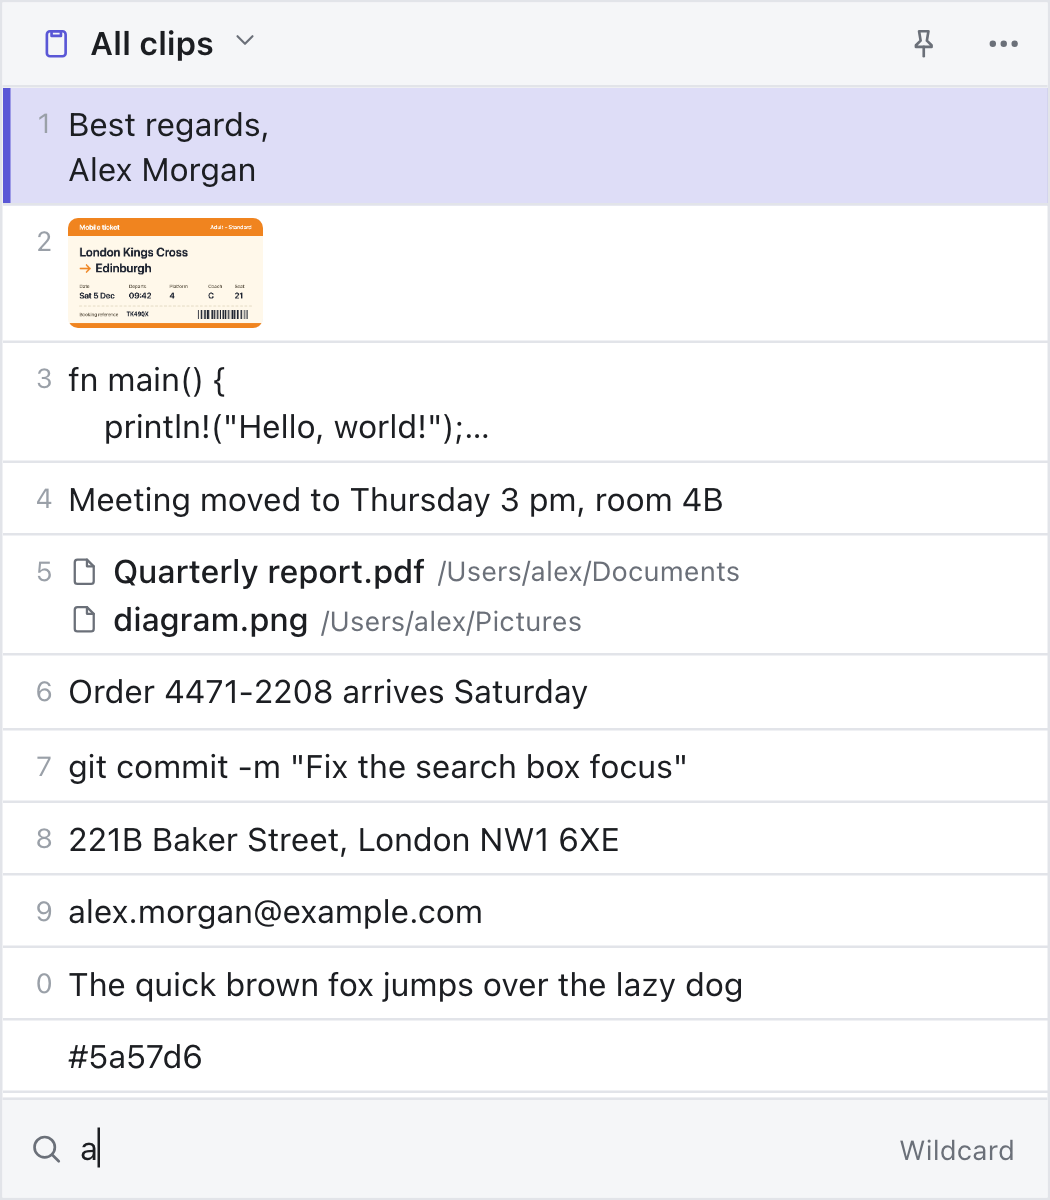 All clips
1 Best regards,
Alex Morgan
2
Mobile ticket Adult • Standard
London Kings Cross
→ Edinburgh
Date Departs Platform Coach Seat
Sat 5 Dec 09:42 4 C 21
Booking reference TK49QX
3 fn main() {
    println!("Hello, world!");...
4 Meeting moved to Thursday 3 pm, room 4B
5 Quarterly report.pdf /Users/alex/Documents
diagram.png /Users/alex/Pictures
6 Order 4471-2208 arrives Saturday
7 git commit -m "Fix the search box focus"
8 221B Baker Street, London NW1 6XE
9 alex.morgan@example.com
0 The quick brown fox jumps over the lazy dog
#5a57d6
a Wildcard